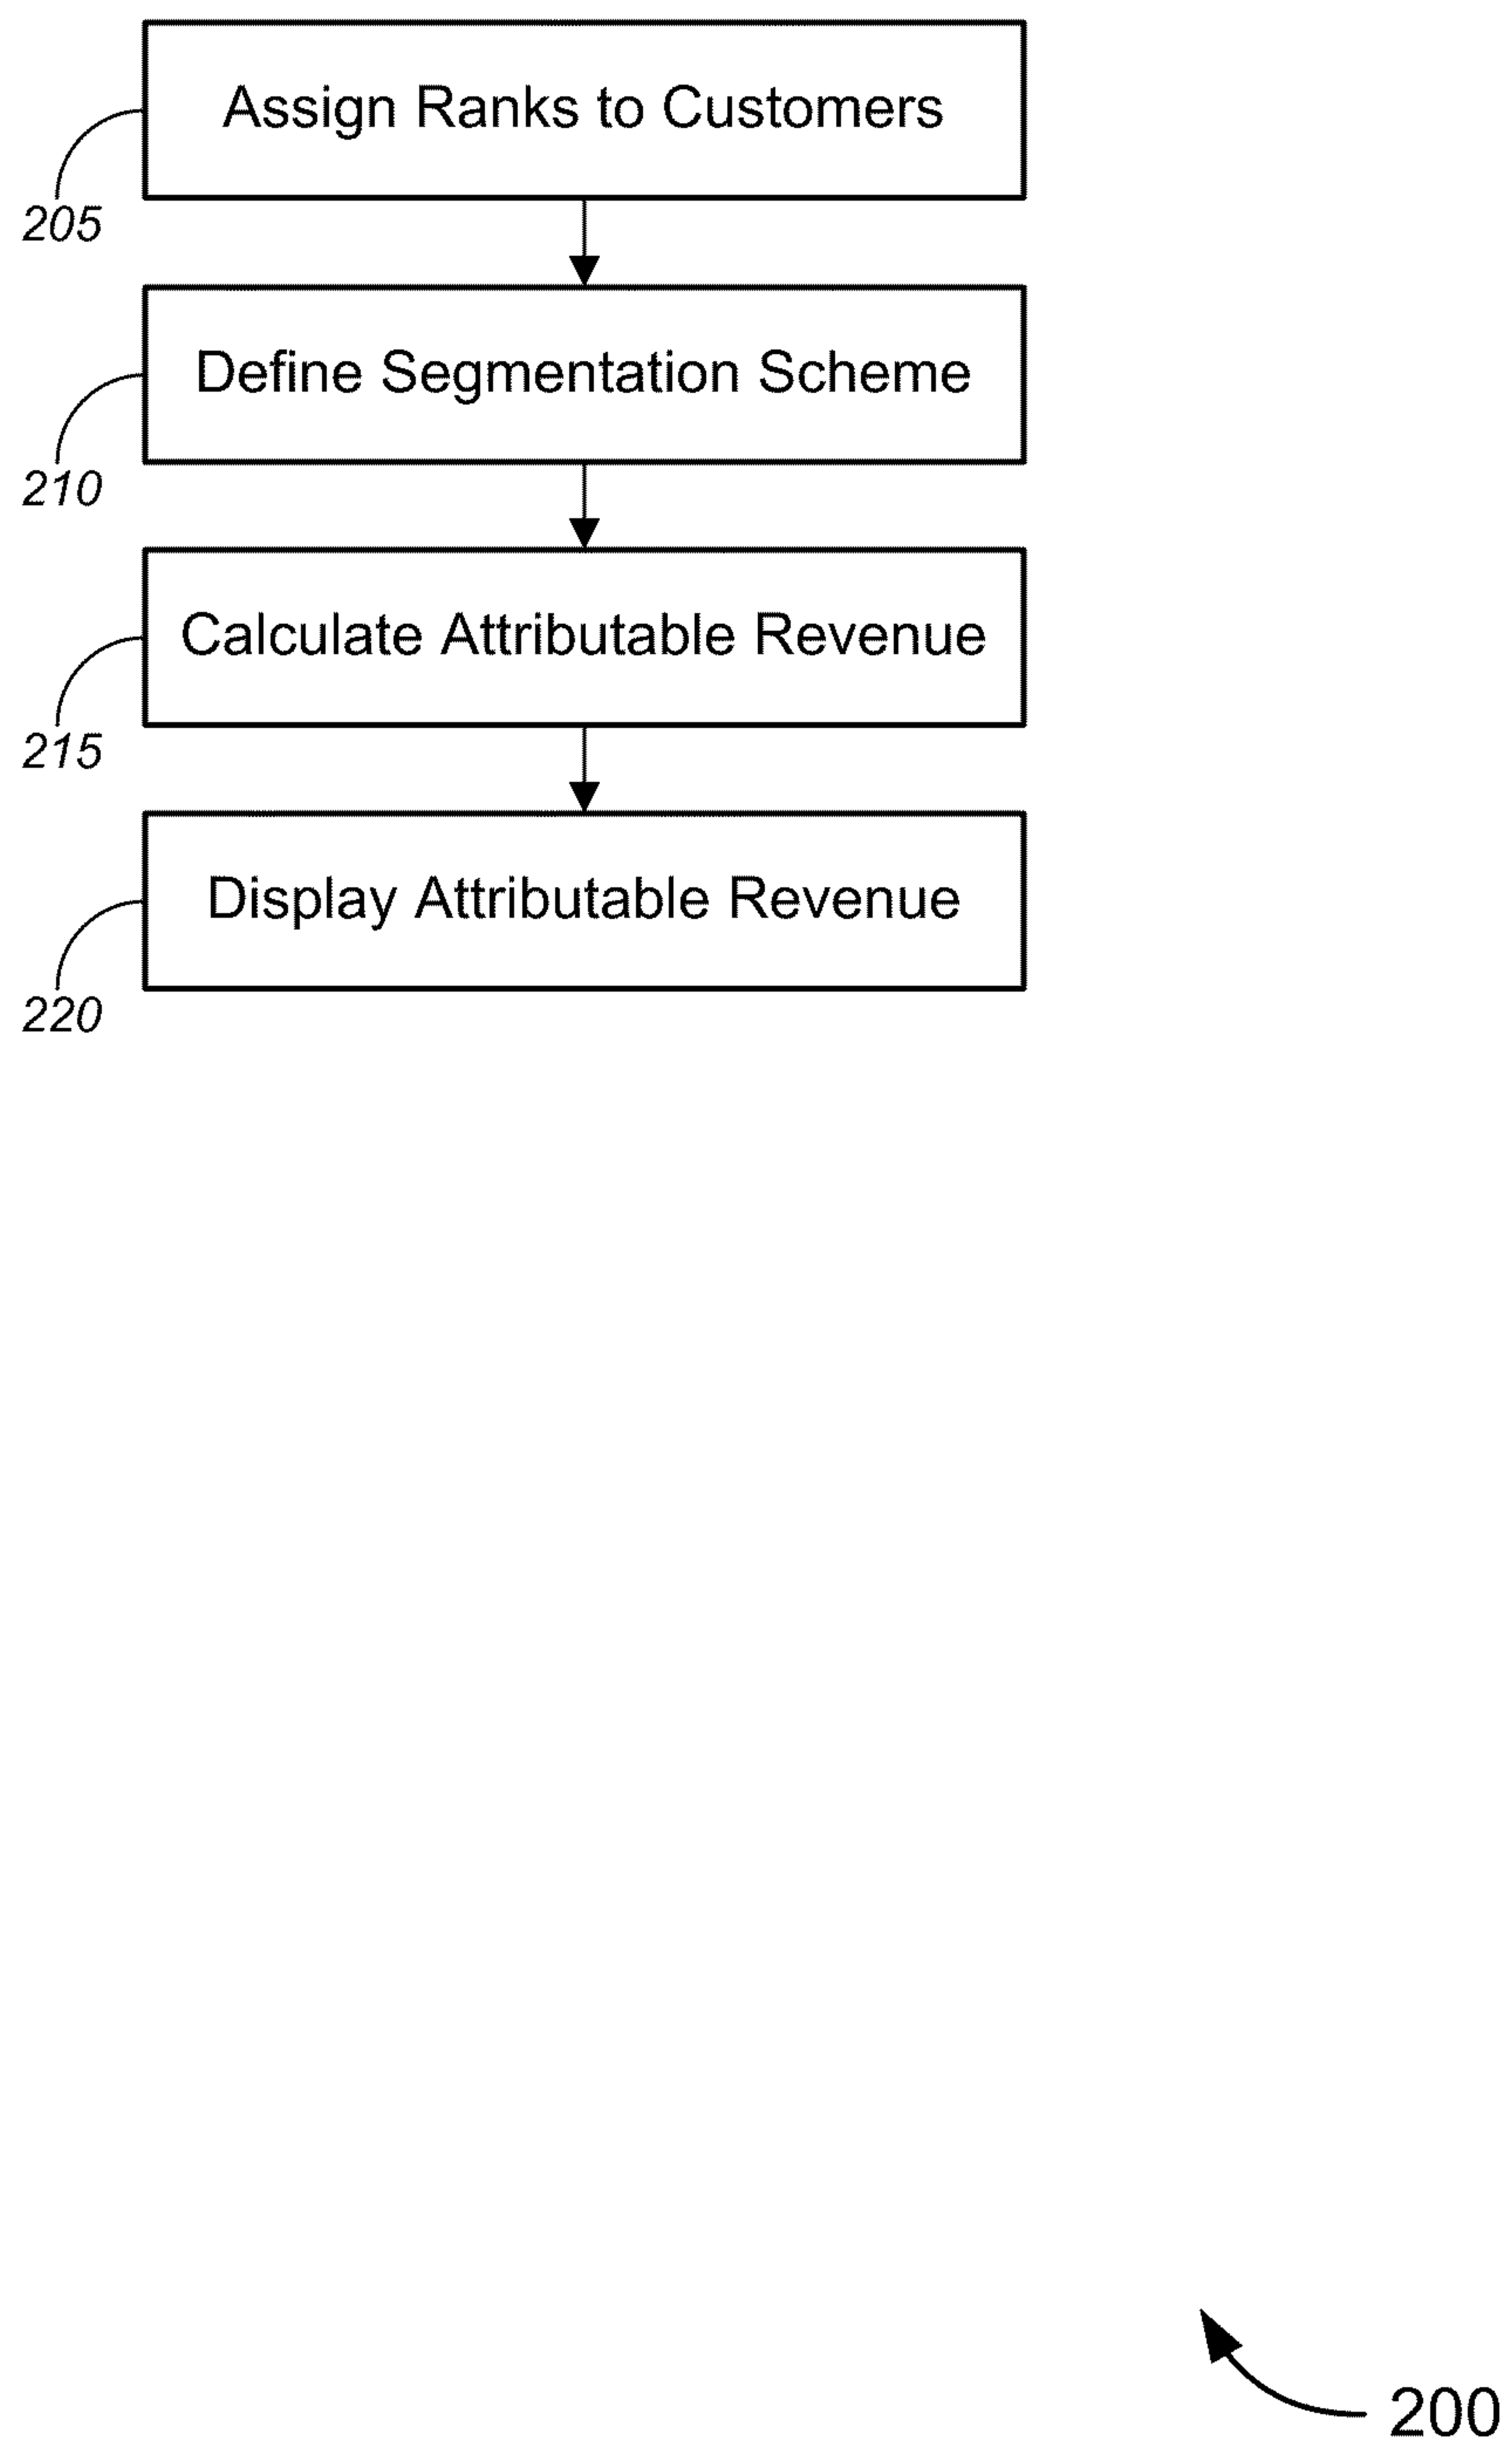 Assign Ranks to Customers
205
Define Segmentation Scheme
210
Calculate Attributable Revenue
215
Display Attributable Revenue
220
200